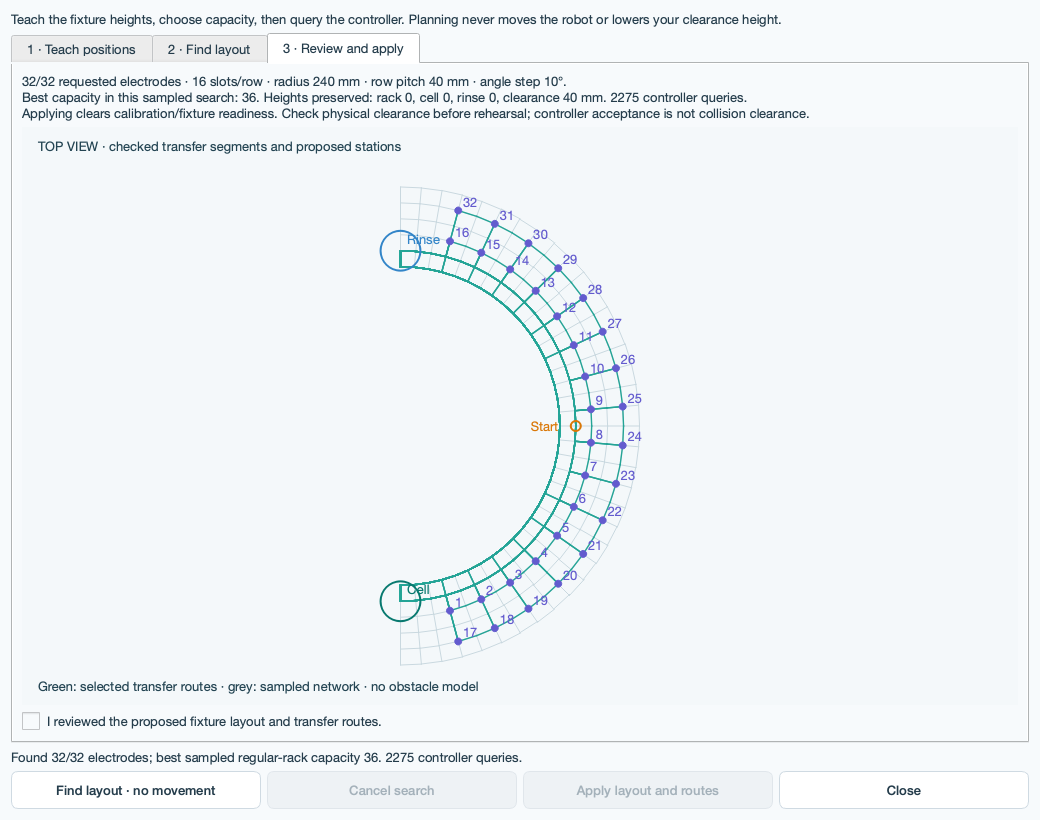 Teach the fixture heights, choose capacity, then query the controller. Planning never moves the robot or lowers your clearance height.
1 · Teach positions
2 · Find layout
3 · Review and apply
32/32 requested electrodes · 16 slots/row · radius 240 mm · row pitch 40 mm · angle step 10°.
Best capacity in this sampled search: 36. Heights preserved: rack 0, cell 0, rinse 0, clearance 40 mm. 2275 controller queries.
Applying clears calibration/fixture readiness. Check physical clearance before rehearsal; controller acceptance is not collision clearance.
TOP VIEW · checked transfer segments and proposed stations
32
31
16
30
Rinse
15
14
29
13
28
12
27
11
26
10
25
9
Start
8
24
7
23
6
22
5
21
4
20
3
Cell
2
19
1
18
17
Green: selected transfer routes · grey: sampled network · no obstacle model
I reviewed the proposed fixture layout and transfer routes.
Found 32/32 electrodes; best sampled regular-rack capacity 36. 2275 controller queries.
Find layout · no movement
Cancel search
Apply layout and routes
Close